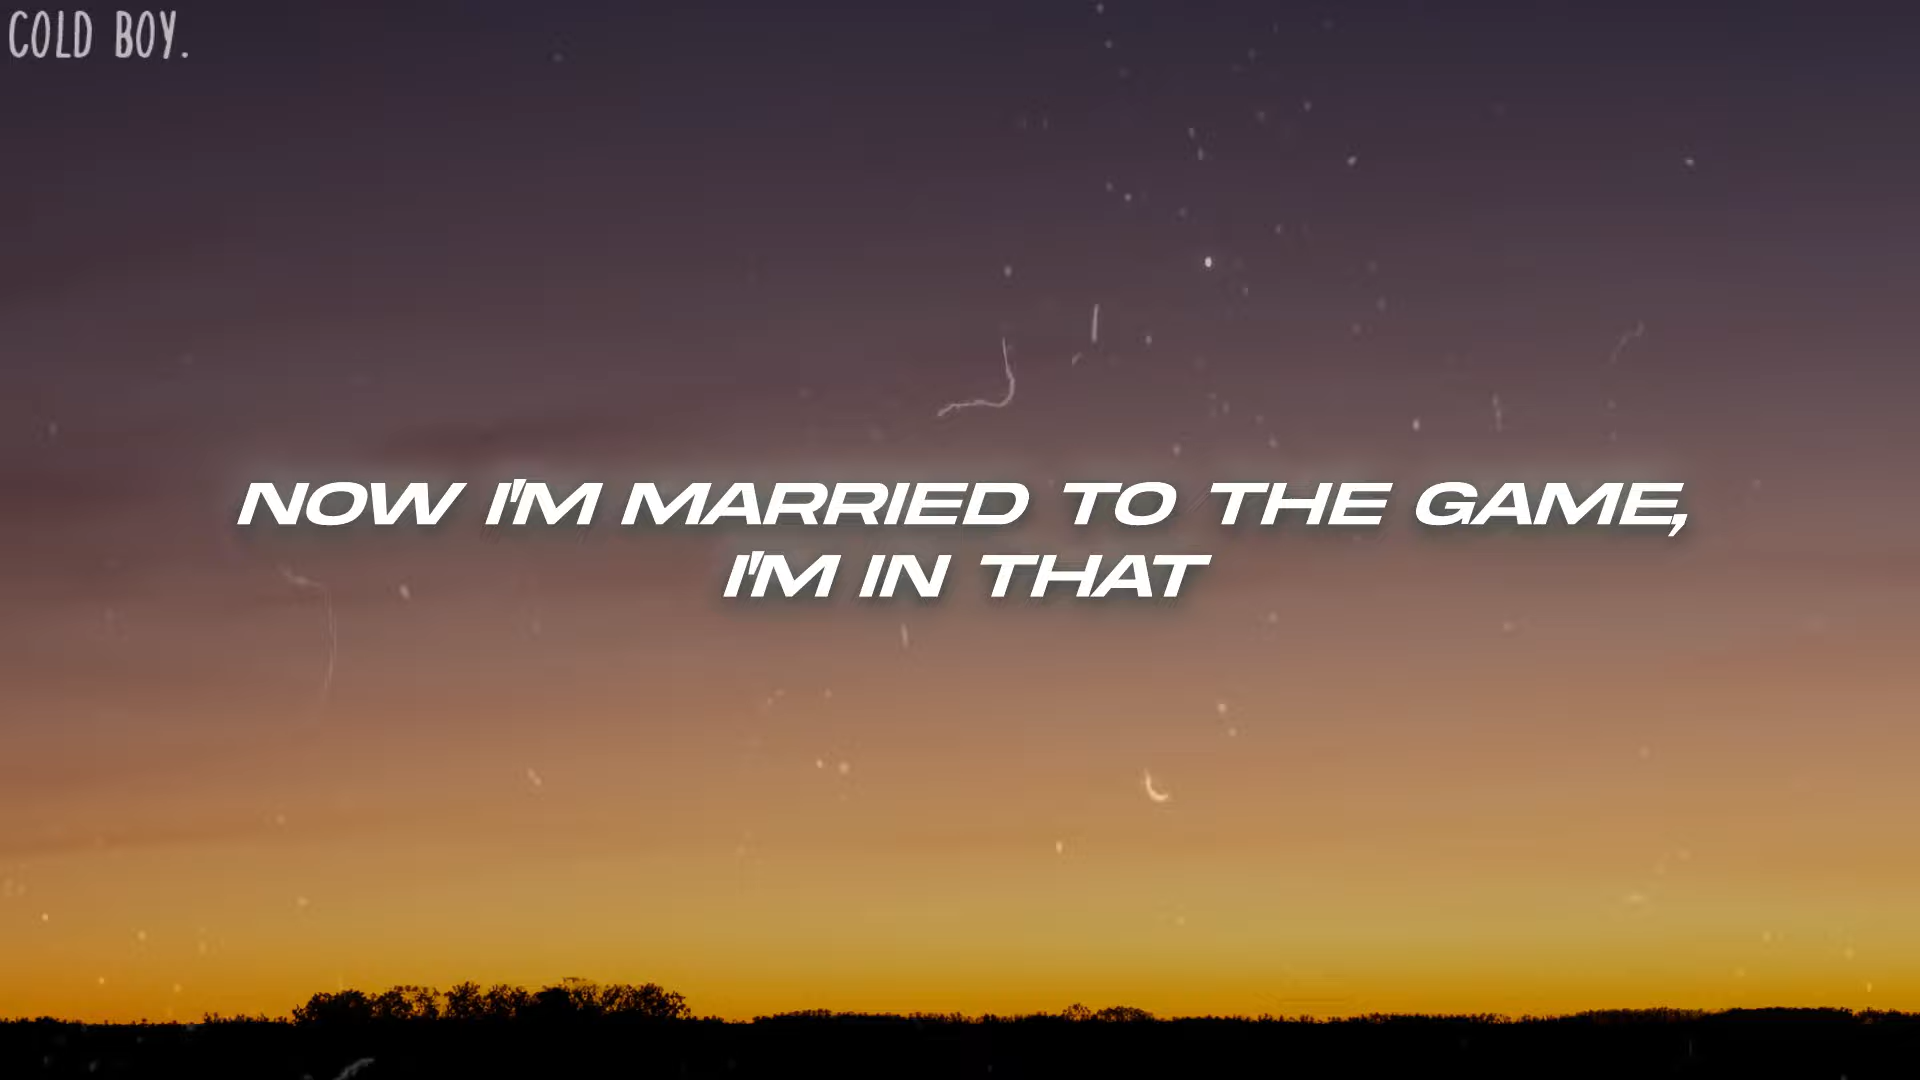 COLD BOY.
NOW I'M MARRIED TO THE GAME,
I'M IN THAT